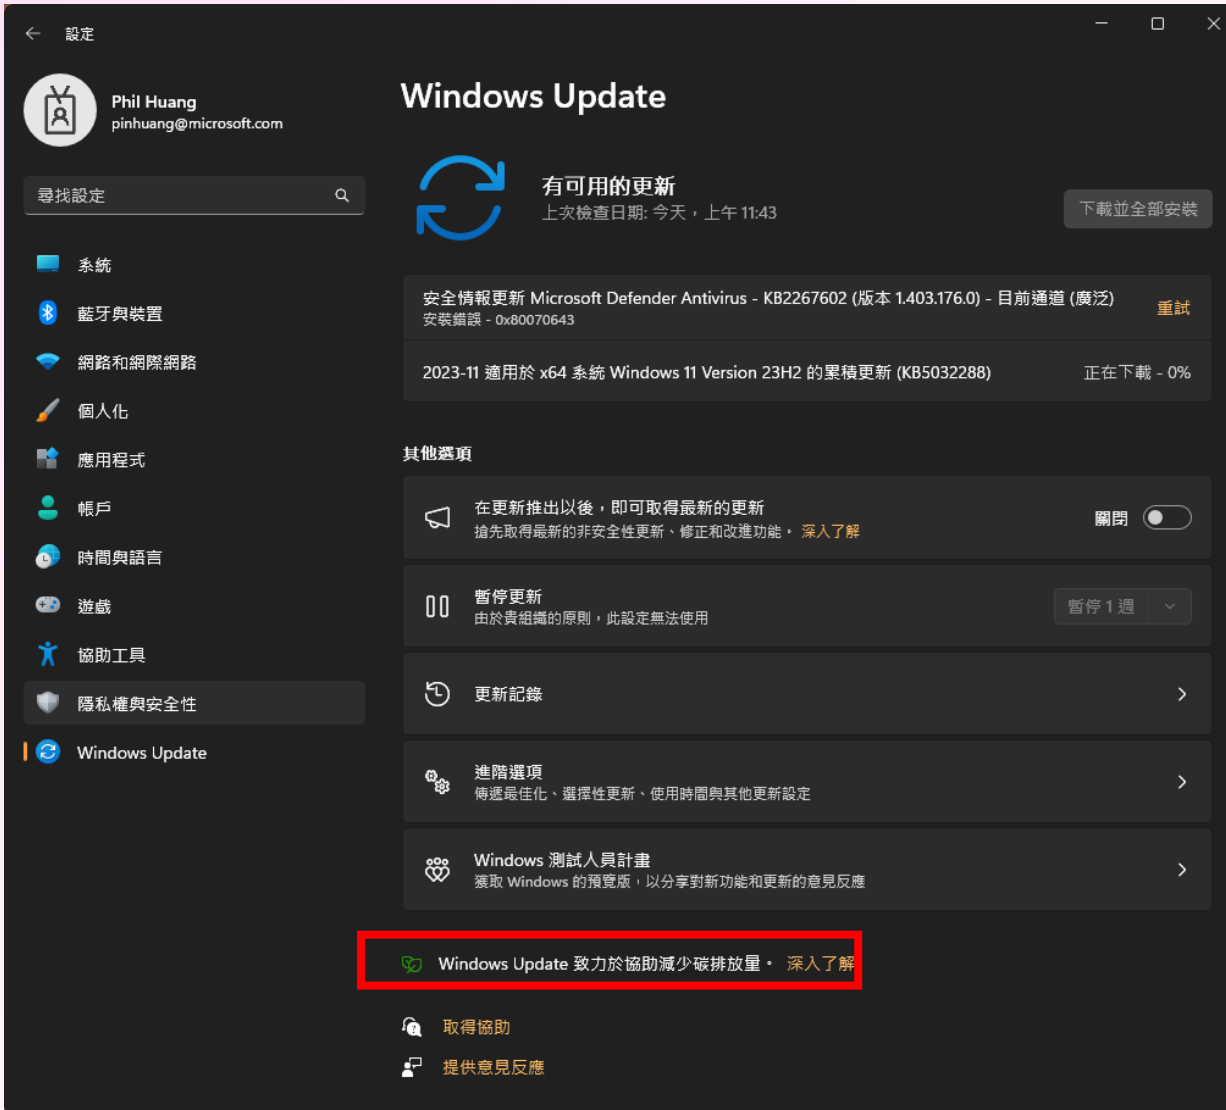 設定
Phil Huang
pinhuang@microsoft.com
尋找設定
系統
藍牙與裝置
網路和網際網路
個人化
應用程式
帳戶
時間與語言
遊戲
協助工具
隱私權與安全性
Windows Update
Windows Update
有可用的更新
上次檢查日期: 今天，上午 11:43
下載並全部安裝
安全情報更新 Microsoft Defender Antivirus - KB2267602 (版本 1.403.176.0) - 目前通道 (廣泛)
安裝錯誤 - 0x80070643
重試
2023-11 適用於 x64 系統 Windows 11 Version 23H2 的累積更新 (KB5032288)
正在下載 - 0%
其他選項
在更新推出以後，即可取得最新的更新
搶先取得最新的非安全性更新、修正和改進功能。 深入了解
關閉
暫停更新
由於貴組織的原則，此設定無法使用
暫停 1 週
更新記錄
進階選項
傳遞最佳化、選擇性更新、使用時間與其他更新設定
Windows 測試人員計畫
獲取 Windows 的預覽版，以分享對新功能和更新的意見反應
Windows Update 致力於協助減少碳排放量。 深入了解
取得協助
提供意見反應